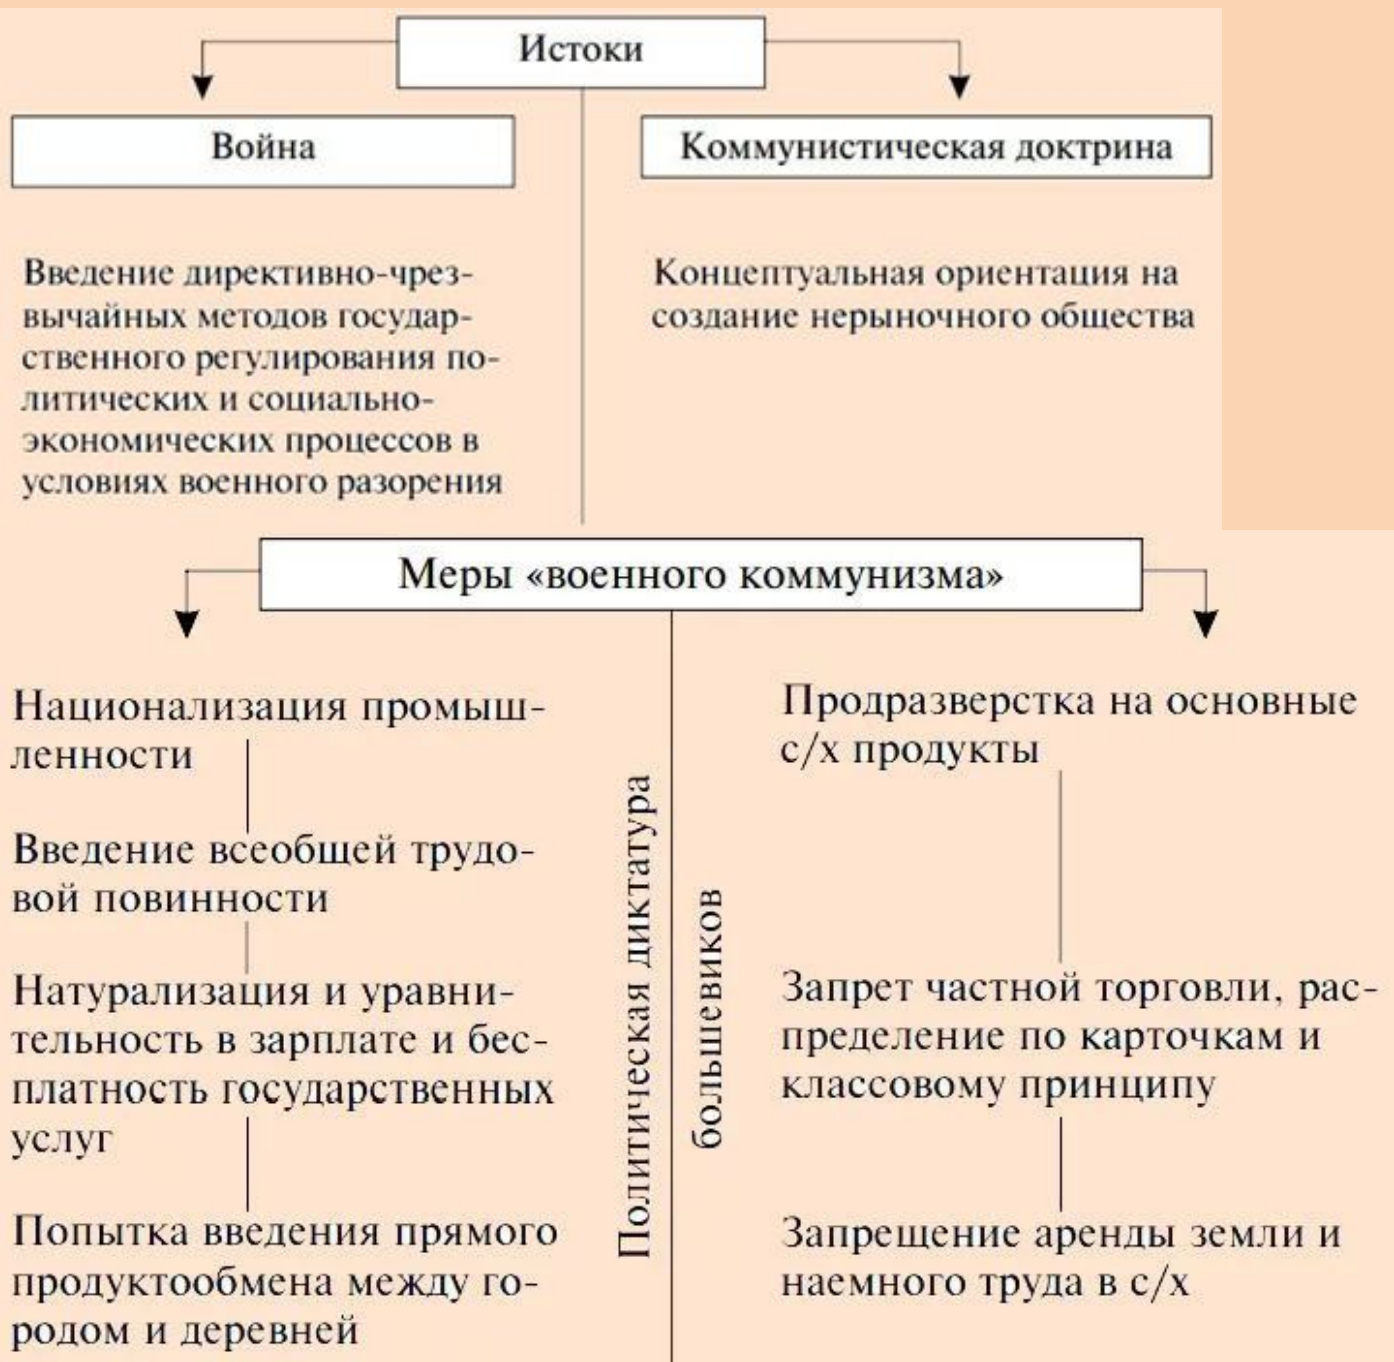 Истоки
Война
Коммунистическая доктрина
Введение директивно-чрез-
вычайных методов государ-
ственного регулирования по-
литических и социально-
экономических процессов в
условиях военного разорения
Концептуальная ориентация на
создание нерыночного общества
Меры «военного коммунизма»
Национализация промыш-
ленности
Введение всеобщей трудо-
вой повинности
Натурализация и уравни-
тельность в зарплате и бес-
платность государственных
услуг
Попытка введения прямого
продуктообмена между го-
родом и деревней
Политическая диктатура
большевиков
Продразверстка на основные
с/х продукты
Запрет частной торговли, рас-
пределение по карточкам и
классовому принципу
Запрещение аренды земли и
наемного труда в с/х